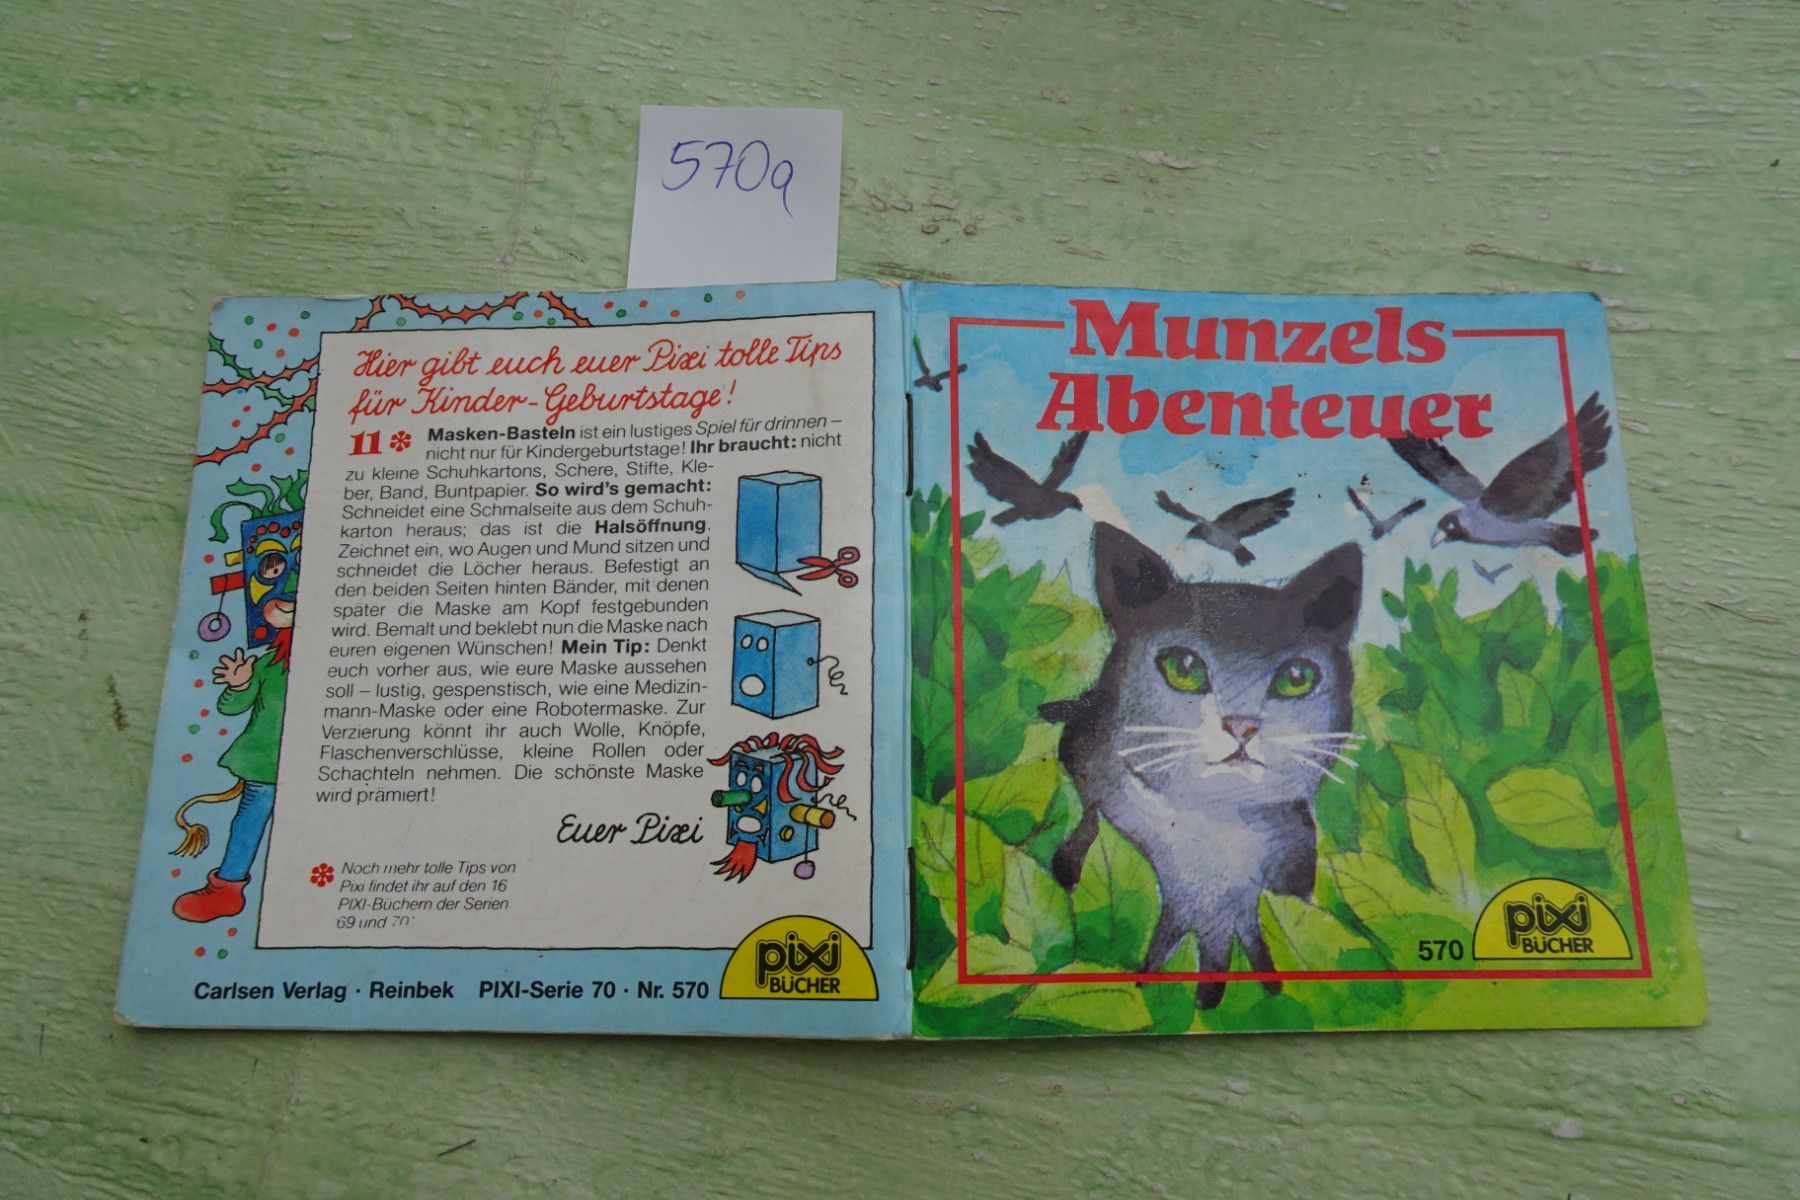 570a
Hier gibt euch euer Pixi tolle Tips
für Kinder-Geburtstage!
11 Masken-Basteln ist ein lustiges Spiel für drinnen –
nicht nur für Kindergeburtstage! Ihr braucht: nicht
zu kleine Schuhkartons, Schere, Stifte, Kle-
ber, Band, Buntpapier. So wird's gemacht:
Schneidet eine Schmalseite aus dem Schuh-
karton heraus; das ist die Halsöffnung.
Zeichnet ein, wo Augen und Mund sitzen und
schneidet die Löcher heraus. Befestigt an
den beiden Seiten hinten Bänder, mit denen
später die Maske am Kopf festgebunden
wird. Bemalt und beklebt nun die Maske nach
euren eigenen Wünschen! Mein Tip: Denkt
euch vorher aus, wie eure Maske aussehen
soll – lustig, gespenstisch, wie eine Medizin-
mann-Maske oder eine Robotermaske. Zur
Verzierung könnt ihr auch Wolle, Knöpfe,
Flaschenverschlüsse, kleine Rollen oder
Schachteln nehmen. Die schönste Maske
wird prämiert!
Euer Pixi
Noch mehr tolle Tips von
Pixi findet ihr auf den 16
PIXI-Büchern der Serien
69 und 70!
Carlsen Verlag · Reinbek PIXI-Serie 70 · Nr. 570
pixi
BÜCHER
Munzels
Abenteuer
570
pixi
BÜCHER